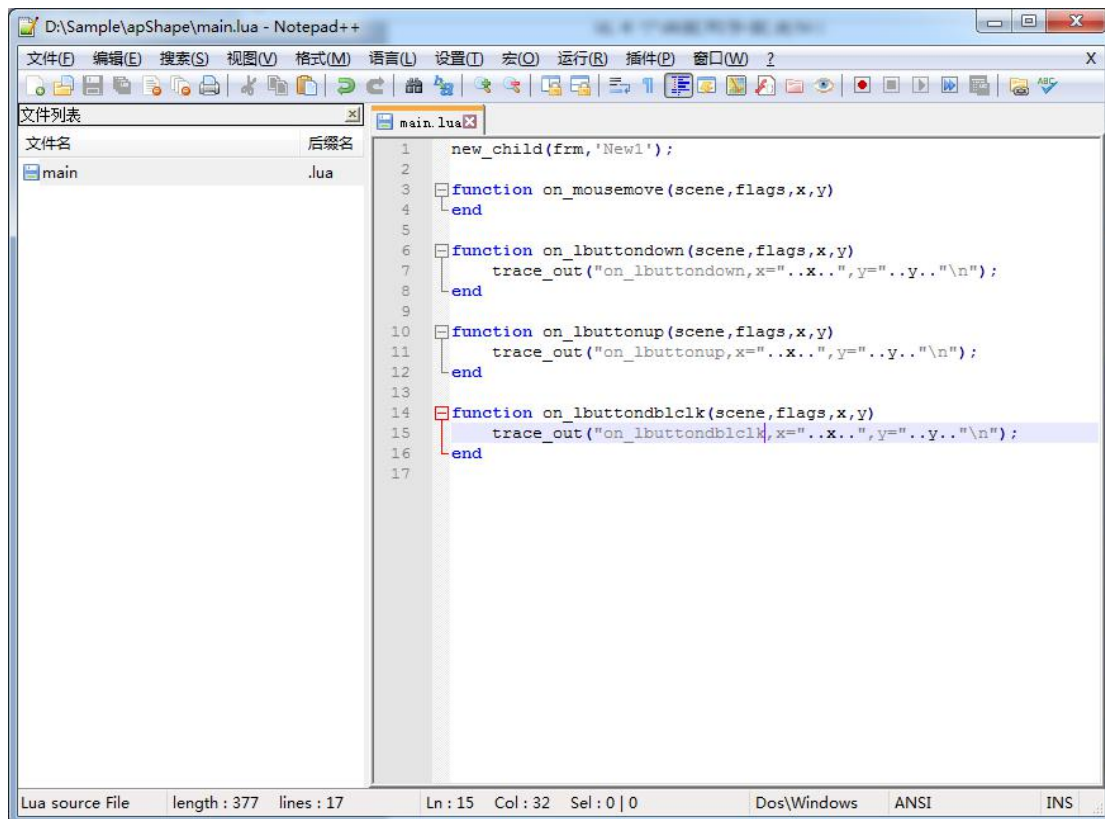 D:\Sample\apShape\main.lua - Notepad++
文件(F) 编辑(E) 搜索(S) 视图(V) 格式(M) 语言(L) 设置(T) 宏(O) 运行(R) 插件(P) 窗口(W) ? X
文件列表
main.lua
文件名 后缀名
main .lua
1 new_child(frm,'New1');
2
3 function on_mousemove(scene,flags,x,y)
4 end
5
6 function on_lbuttondown(scene,flags,x,y)
7 trace_out("on_lbuttondown,x="..x..",y="..y.."\n");
8 end
9
10 function on_lbuttonup(scene,flags,x,y)
11 trace_out("on_lbuttonup,x="..x..",y="..y.."\n");
12 end
13
14 function on_lbuttondblclk(scene,flags,x,y)
15 trace_out("on_lbuttondblclk,x="..x..",y="..y.."\n");
16 end
17
Lua source File length : 377 lines : 17 Ln : 15 Col : 32 Sel : 0 | 0 Dos\Windows ANSI INS